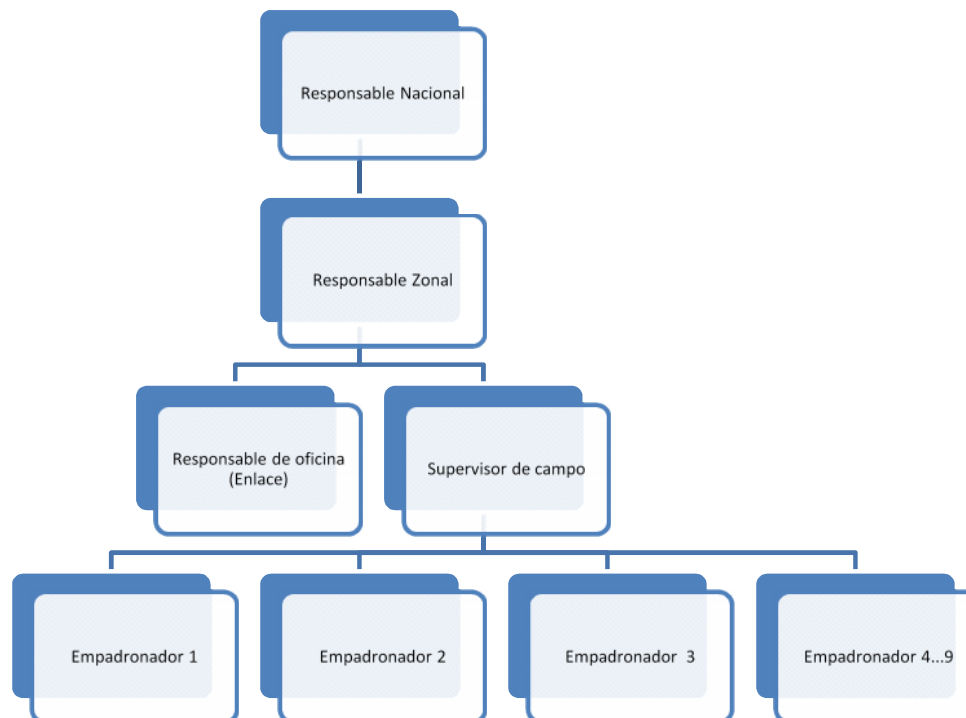 Responsable Nacional
Responsable Zonal
Responsable de oficina
(Enlace)
Supervisor de campo
Empadronador 1
Empadronador 2
Empadronador 3
Empadronador 4...9